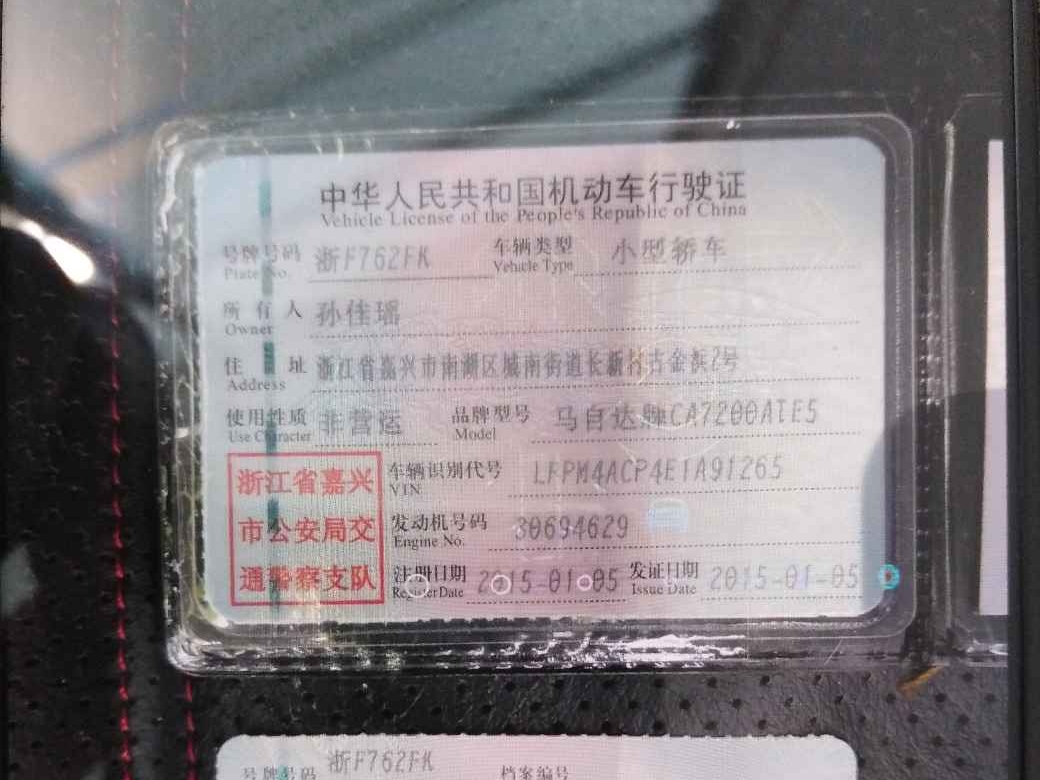 中华人民共和国机动车行驶证
Vehicle License of the People's Republic of China
号牌号码 浙F762FK 车辆类型 小型轿车
Plate No. Vehicle Type
所有人 孙佳瑶
Owner
住址 浙江省嘉兴市南湖区城南街道长新村古金浜2号
Address
使用性质 非营运 品牌型号 马自达牌CA7200ATE5
Use Character Model
浙江省嘉兴 车辆识别代号 LFPM4ACP4E1A91265
VIN
市公安局交 发动机号码 30694629
Engine No.
通警察支队 注册日期 2015-01-05 发证日期 2015-01-05
Register Date Issue Date
号牌号码 浙F762FK 档案编号